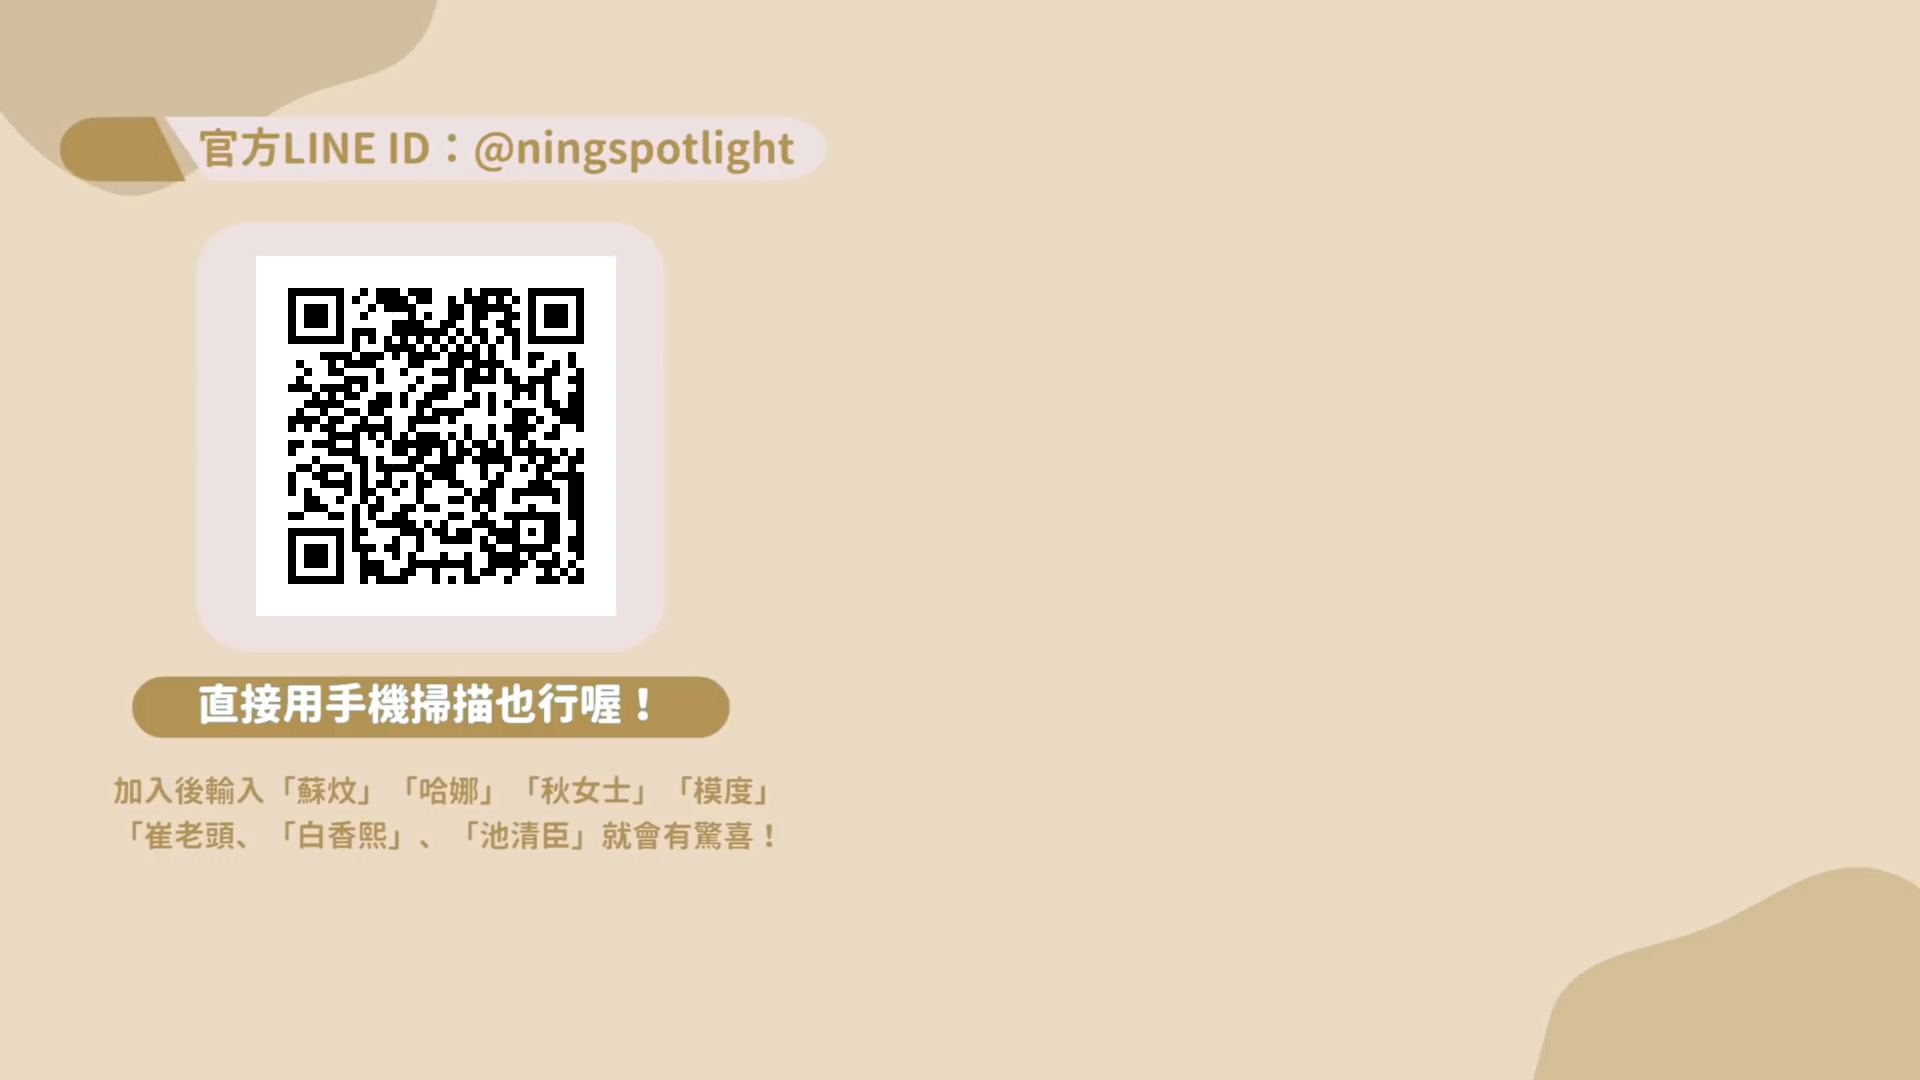 官方LINE ID：@ningspotlight
直接用手機掃描也行喔！
加入後輸入「蘇炆」「哈娜」「秋女士」「模度」
「崔老頭、「白香熙」、「池清臣」就會有驚喜！